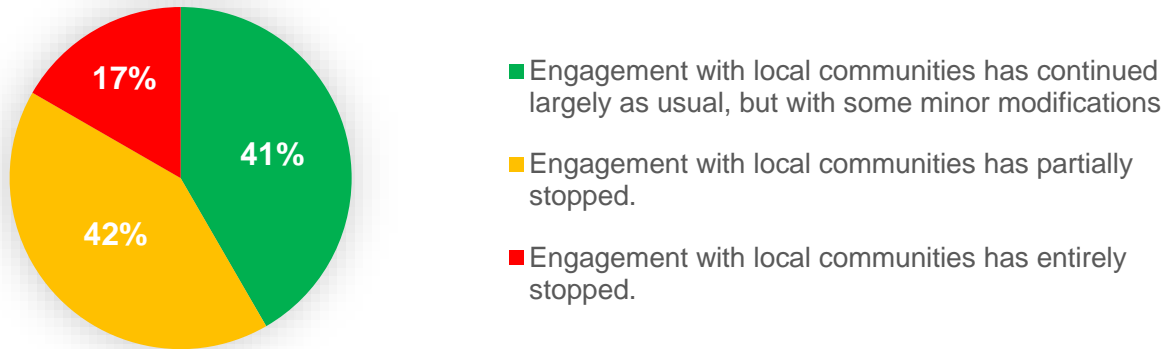 17%
41%
42%
Engagement with local communities has continued
largely as usual, but with some minor modifications
Engagement with local communities has partially
stopped.
Engagement with local communities has entirely
stopped.